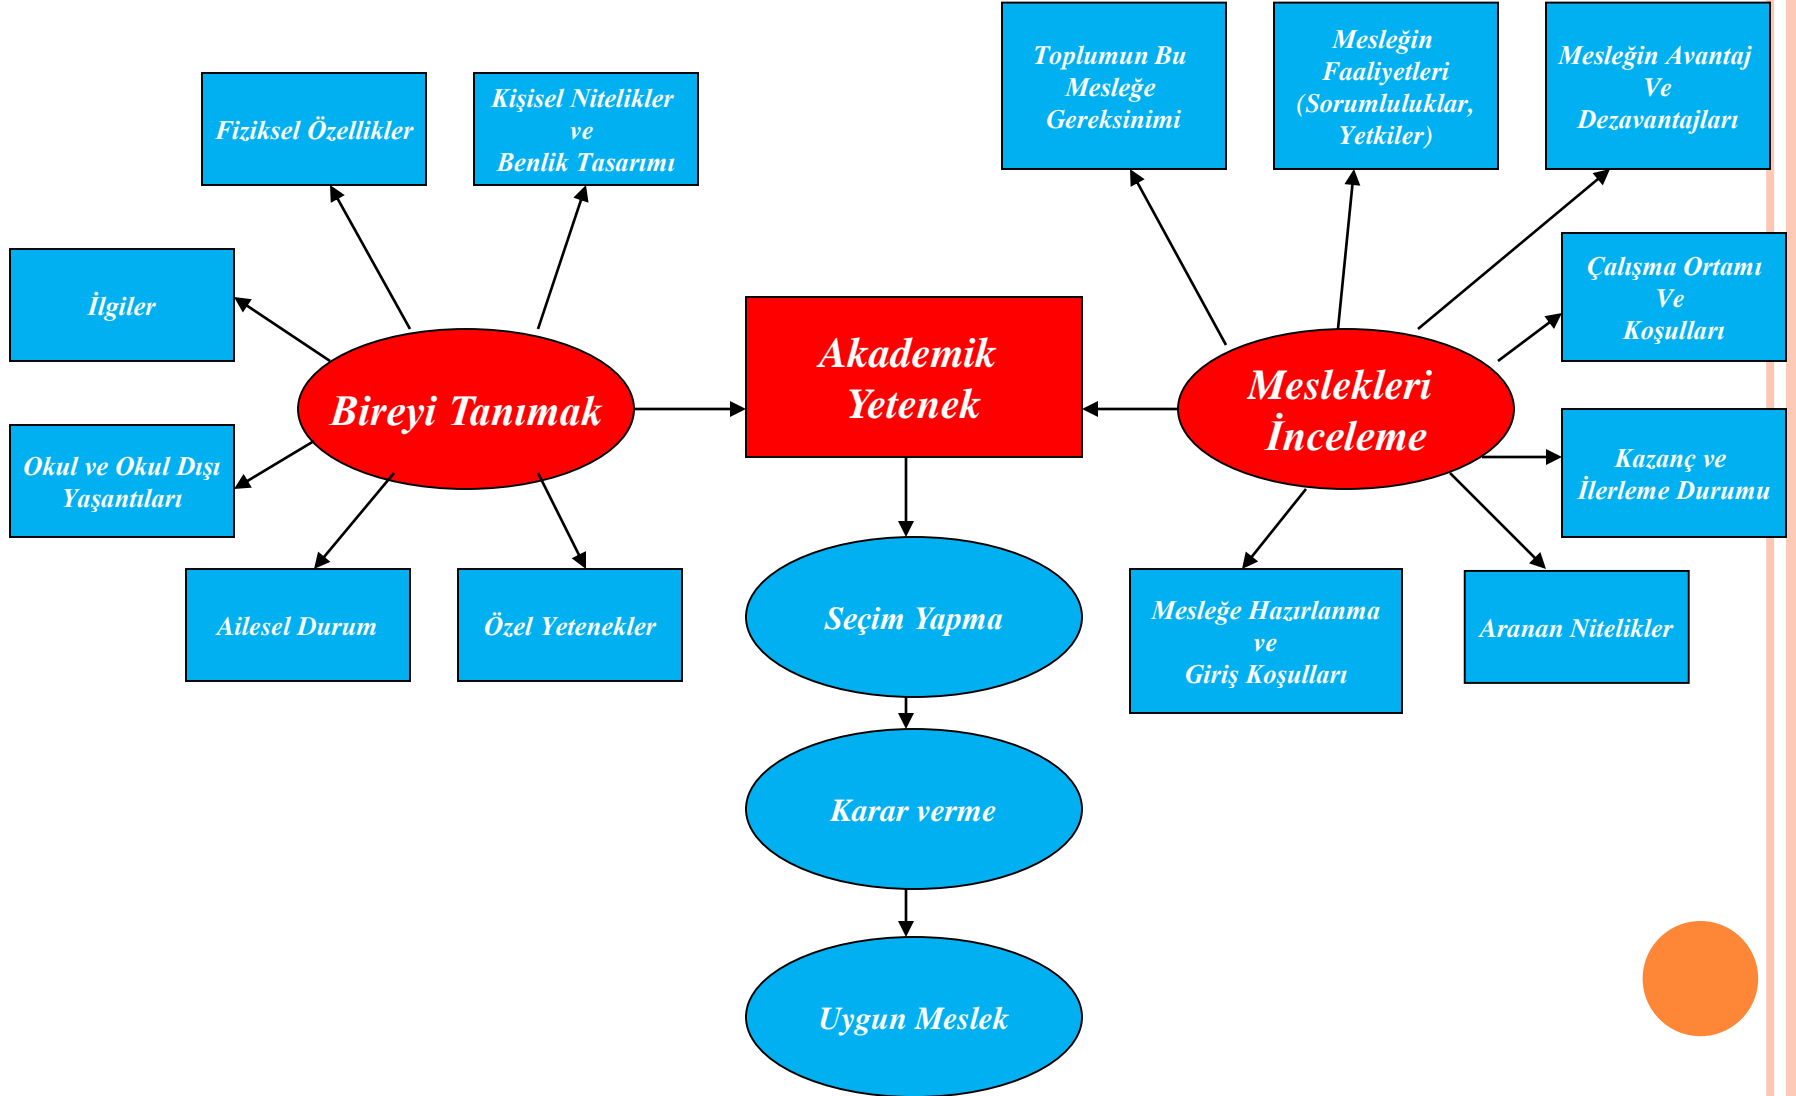 Toplumun Bu
Mesleğe
Gereksinimi
Mesleğin
Faaliyetleri
(Sorumluluklar,
Yetkiler)
Mesleğin Avantaj
Ve
Dezavantajları
Fiziksel Özellikler
Kişisel Nitelikler
ve
Benlik Tasarımı
İlgiler
Çalışma Ortamı
Ve
Koşulları
Bireyi Tanımak
Akademik
Yetenek
Meslekleri
İnceleme
Okul ve Okul Dışı
Yaşantıları
Kazanç ve
İlerleme Durumu
Ailesel Durum
Özel Yetenekler
Seçim Yapma
Mesleğe Hazırlanma
ve
Giriş Koşulları
Aranan Nitelikler
Karar verme
Uygun Meslek